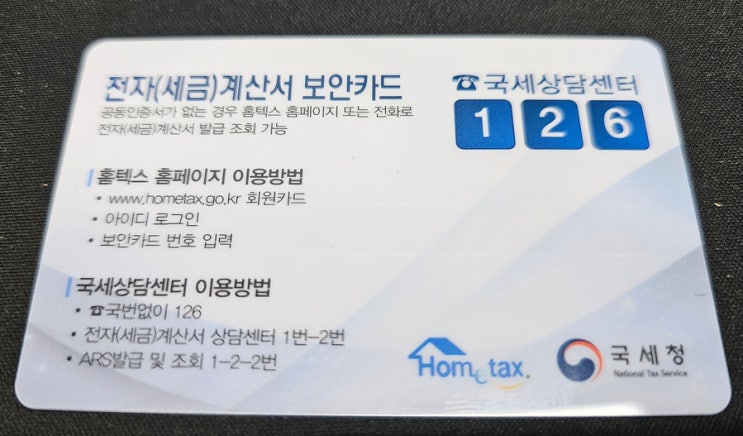 전자(세금)계산서 보안카드
공동인증서가 없는 경우 홈텍스 홈페이지 또는 전화로
전자(세금)계산서 발급 조회 가능
☎국세상담센터
1 2 6
홈텍스 홈페이지 이용방법
• www.hometax.go.kr 회원카드
• 아이디 로그인
• 보안카드 번호 입력
국세상담센터 이용방법
• ☎국번없이 126
• 전자(세금)계산서 상담센터 1번-2번
• ARS발급 및 조회 1-2-2번
Hometax.
국세청
National Tax Service